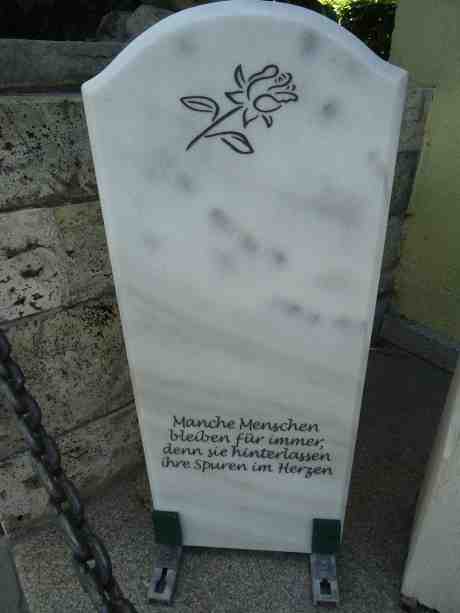 Manche Menschen
bleiben für immer,
denn sie hinterlassen
ihre Spuren im Herzen